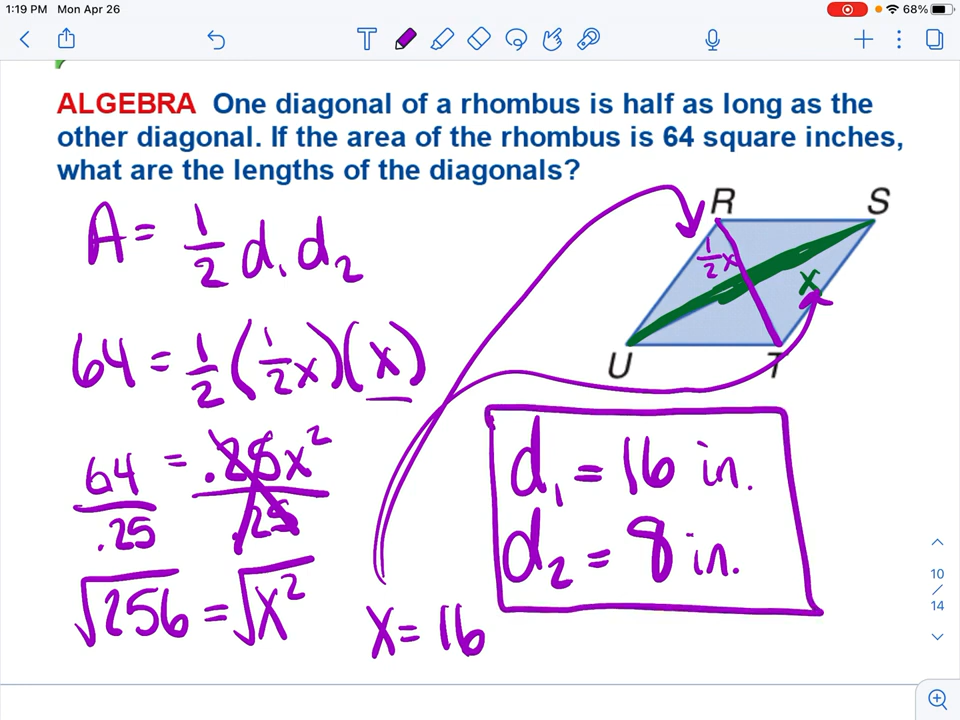 1:19 PM Mon Apr 26
68%
T
ALGEBRA One diagonal of a rhombus is half as long as the
other diagonal. If the area of the rhombus is 64 square inches,
what are the lengths of the diagonals?
A = 1/2 d₁ d₂
64 = 1/2 (1/2 x)(x)
64/.25 = .25x²/.25
√256 = √x²
x = 16
R
S
1/2 x
x
U
T
d₁ = 16 in.
d₂ = 8 in.
10
/
14